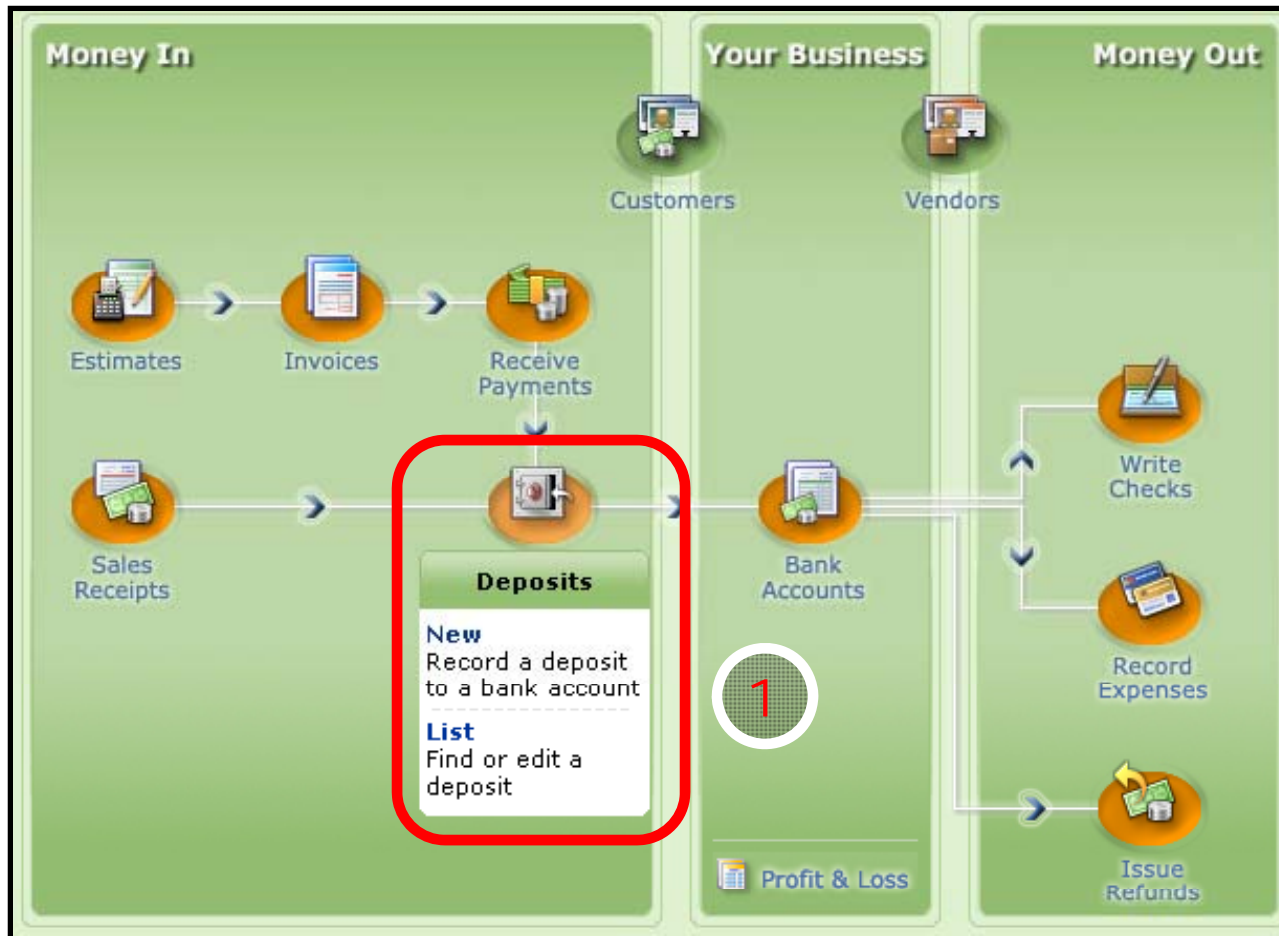 Money In
Your Business
Money Out
Customers
Vendors
Estimates
Invoices
Receive
Payments
Write
Checks
Sales
Receipts
Deposits
New
Record a deposit
to a bank account
List
Find or edit a
deposit
Bank
Accounts
1
Record
Expenses
Profit & Loss
Issue
Refunds